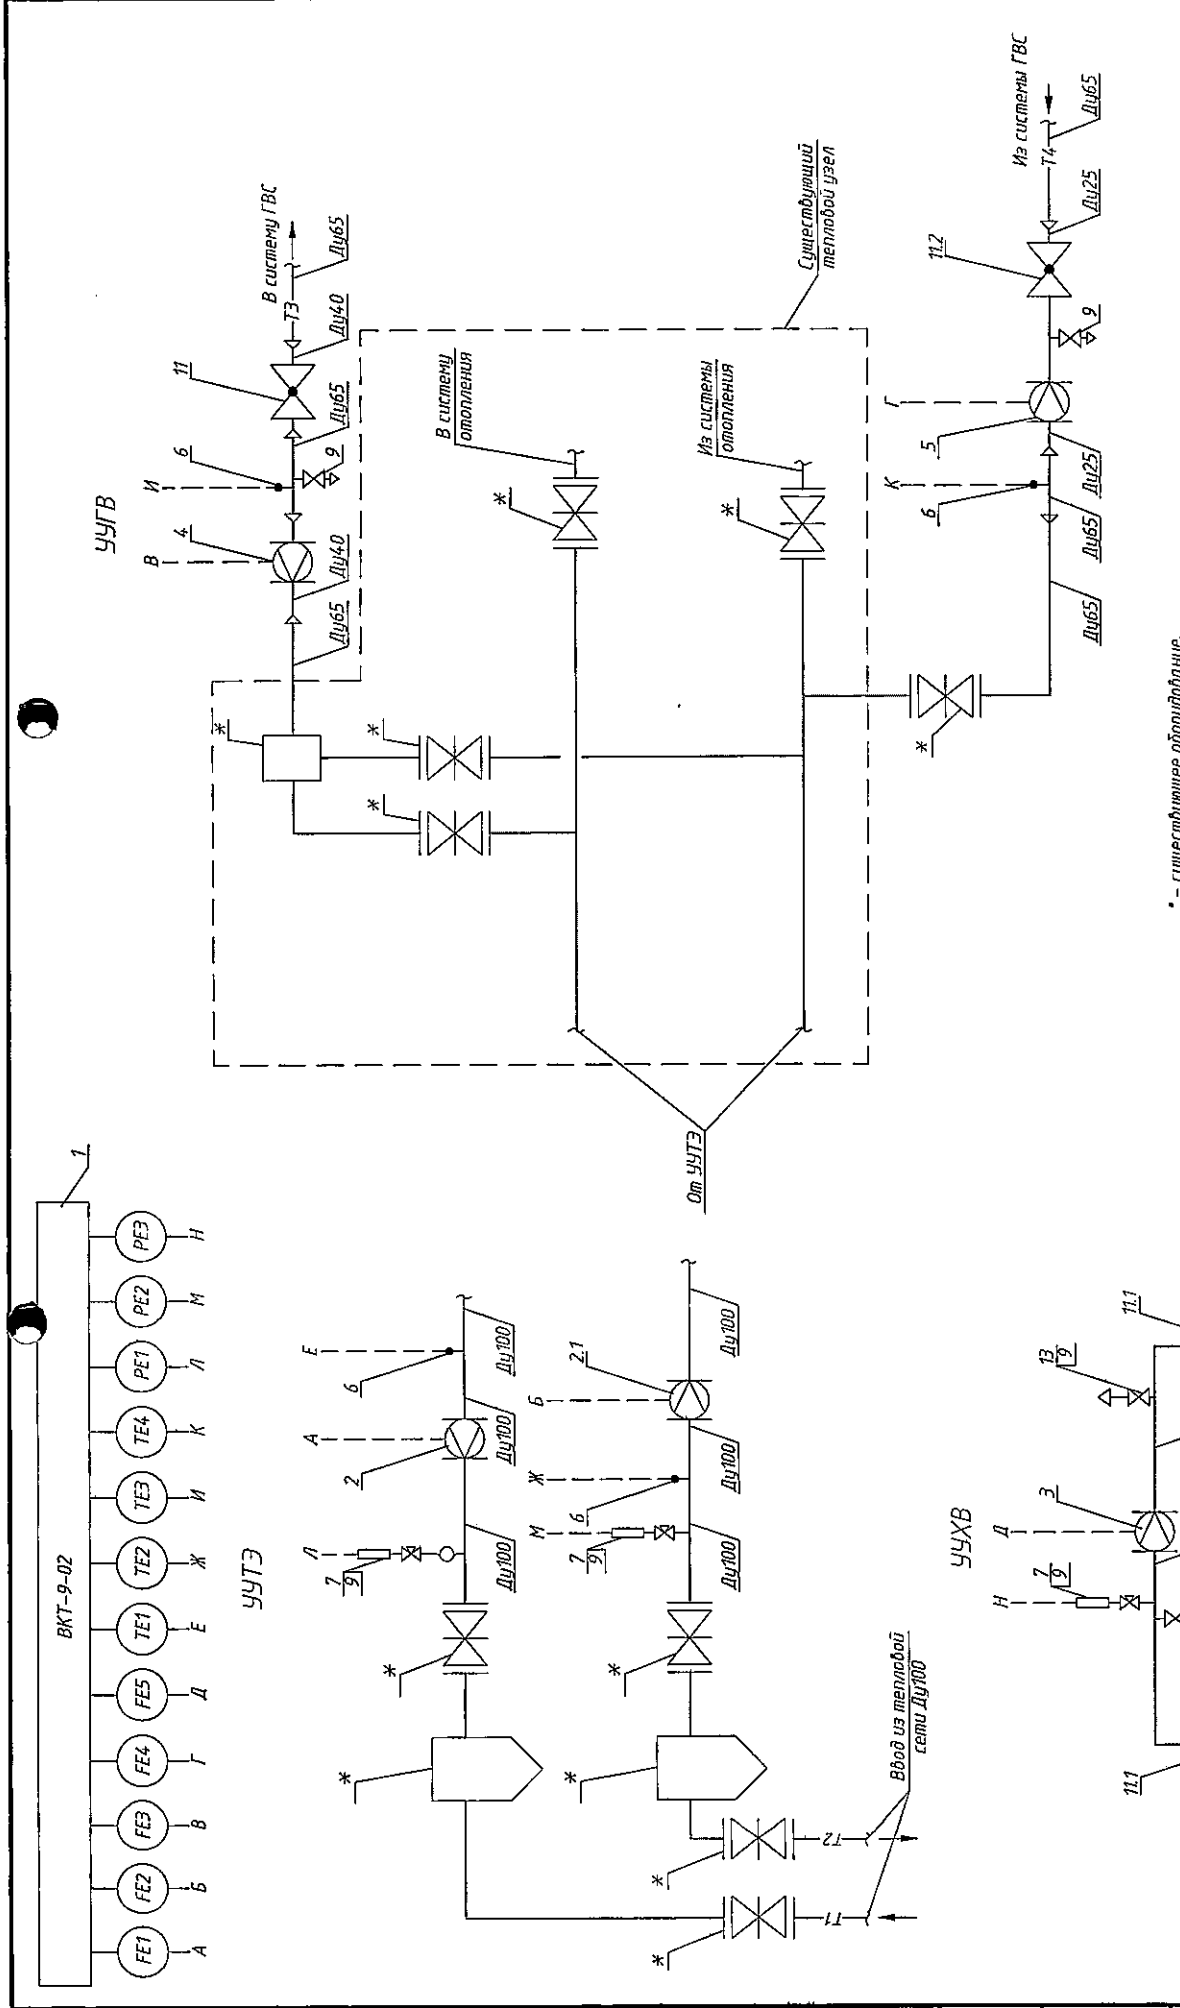 ВКТ-9-02
1
FE1
FE2
FE3
FE4
FE5
TE1
TE2
TE3
TE4
PE1
PE2
PE3
А
Б
В
Г
Д
Е
Ж
И
К
Л
М
Н
УУТЭ
Л
А
Е
7
9
2
6
*
*
Ду100
Ду100
Ду100
М
Ж
Б
7
9
6
2.1
*
*
Ду100
Ду100
Ду100
*
*
Т1
Т2
Ввод из тепловой
сети Ду100
УУХВ
Н
Д
7
9
3
13
9
11.1
11.1
УУГВ
В
И
4
6
11
9
Ду65
Ду40
Ду65
Ду40
Ду65
Т3
В систему ГВС
*
*
*
*
*
*
В систему
отопления
Из системы
отопления
Существующий
тепловой узел
От УУТЭ
К
Г
6
5
9
11.2
Ду65
Ду65
Ду25
Ду25
Ду65
Т4
Из системы ГВС
* - существующее оборудование.